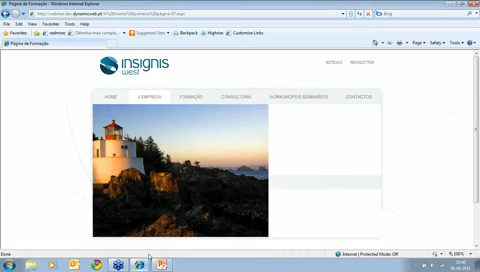 Página de Formação - Windows Internet Explorer
Bing
File Edit View Favorites Tools Help
Favorites redmine Suggested Sites Backpack Highrise Customize Links
Página de Formação
Page Safety Tools
insignis
west
NOTÍCIAS NEWSLETTER
HOME A EMPRESA FORMAÇÃO CONSULTORIA WORKSHOPS E SEMINÁRIOS CONTACTOS
Done
Internet | Protected Mode: Off
100%